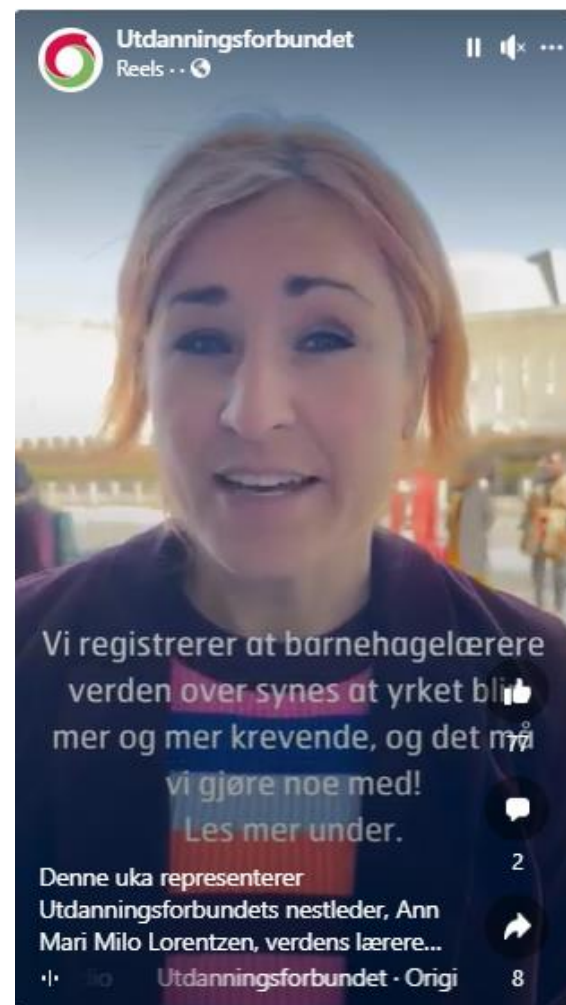 Utdanningsforbundet
Reels · ·
Vi registrerer at barnehagelærere
verden over synes at yrket blir
mer og mer krevende, og det må
vi gjøre noe med!
Les mer under.
77
2
Denne uka representerer
Utdanningsforbundets nestleder, Ann
Mari Milo Lorentzen, verdens lærere...
Utdanningsforbundet · Origi
8